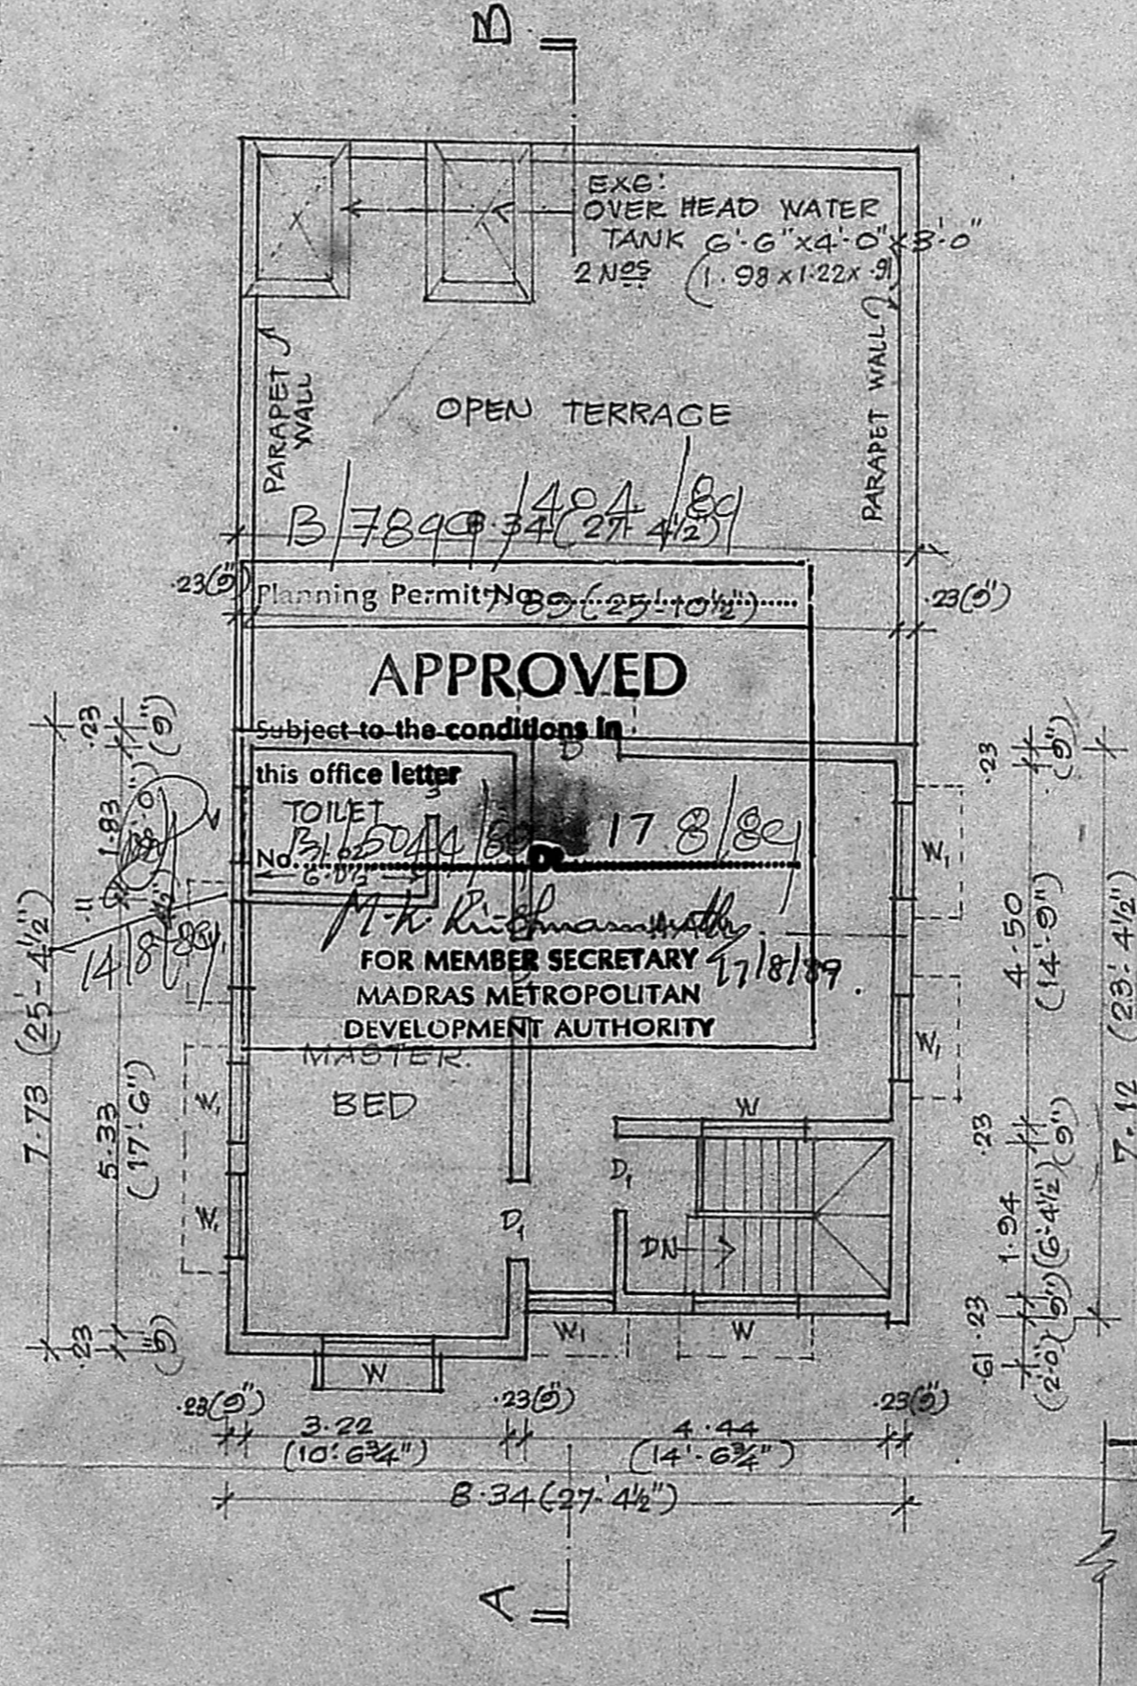 B
EXG:
OVER HEAD WATER
TANK 6'-6"x4'-0"x3'-0"
2 Nos (1.98x1.22x.91)
PARAPET WALL
PARAPET WALL
OPEN TERRACE
8.34(27'-4½")
.23(9")
Planning Permit No.
7.89(25'-10½")
.23(9")
APPROVED
Subject to the conditions in
this office letter
D
TOILET
No.
Dt.
17/8/89
FOR MEMBER SECRETARY
17/8/89.
MADRAS METROPOLITAN
DEVELOPMENT AUTHORITY
MASTER
BED
14/8/89
.23
(9")
1.83
.11
5.33
(17'-6")
7.73 (25'-4½")
.23
(9")
W₁
W₁
W₁
W₁
W
D₁
D₁
DN
W₁
W
W
.23
(9")
4.50
(14'-9")
.23
(9")
1.94
(6'-4½")
.23
(9")
.61
(2'-0")
7.12 (23'-4½")
.23(9")
.23(9")
.23(9")
3.22
(10'-6¾")
4.44
(14'-6¾")
8.34(27'-4½")
A